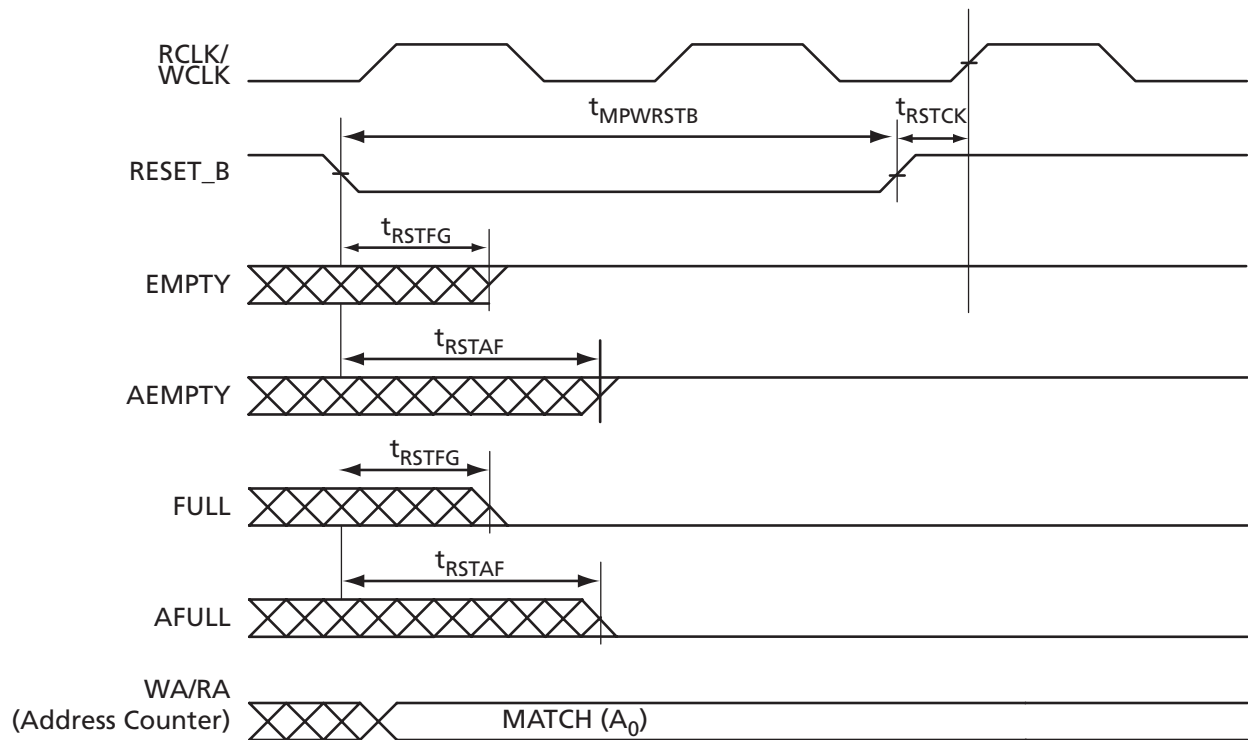 RCLK/
WCLK
tMPWRSTB
tRSTCK
RESET_B
tRSTFG
EMPTY
tRSTAF
AEMPTY
tRSTFG
FULL
tRSTAF
AFULL
WA/RA
(Address Counter)
MATCH (A0)